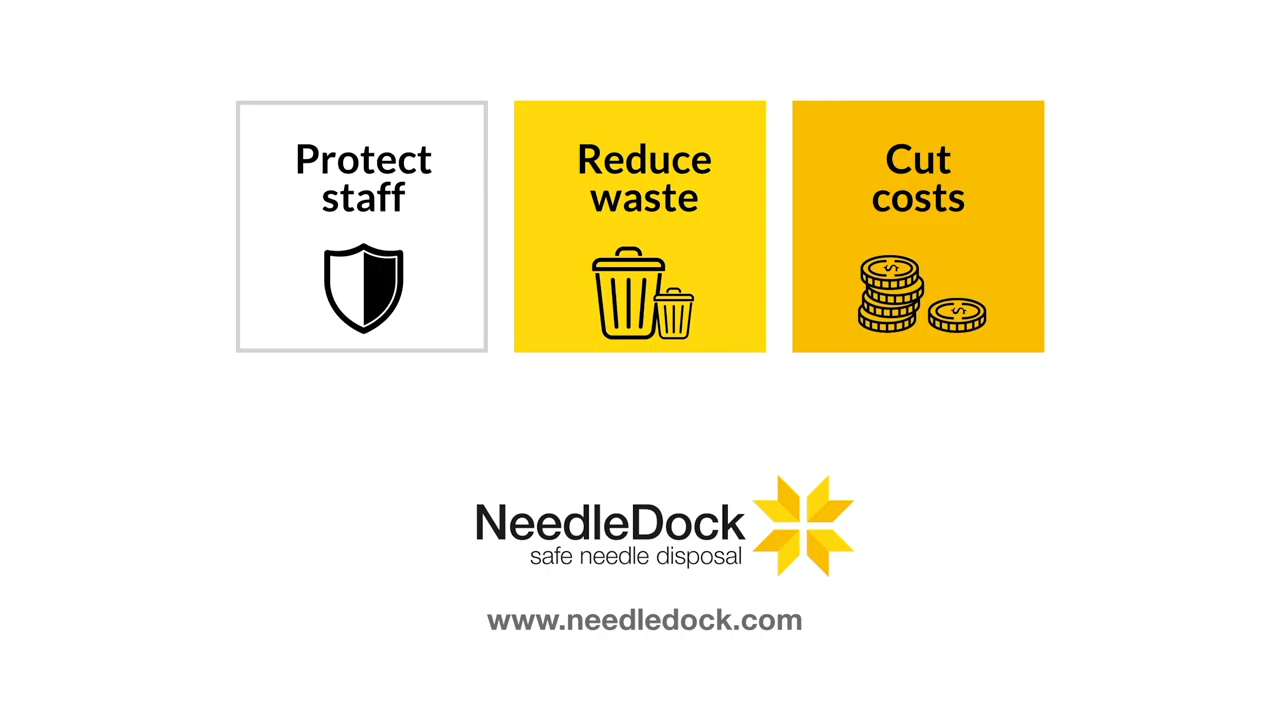 Protect
staff
Reduce
waste
Cut
costs
NeedleDock
safe needle disposal
www.needledock.com